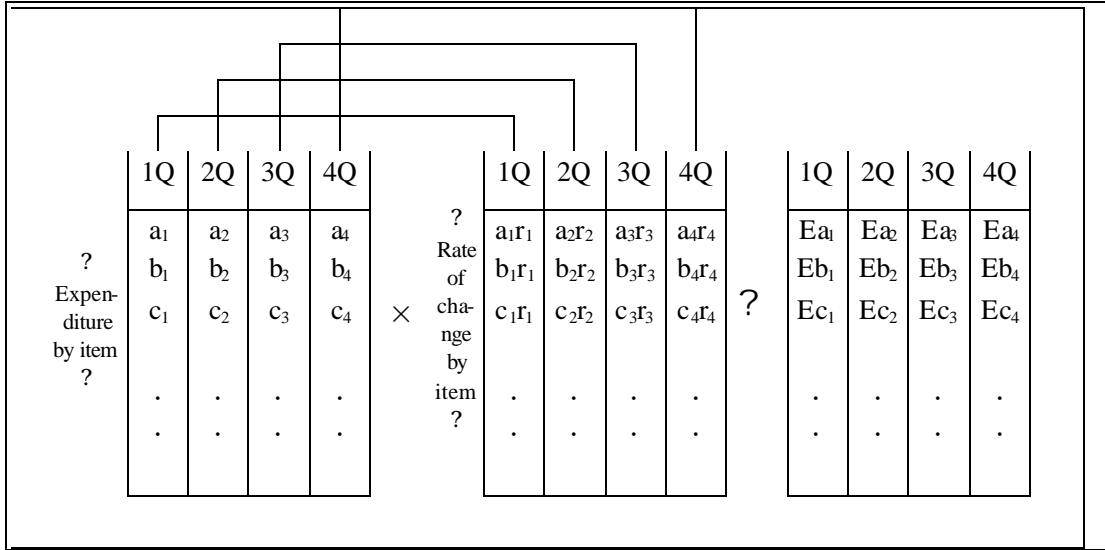 1Q 2Q 3Q 4Q
a₁ a₂ a₃ a₄
b₁ b₂ b₃ b₄
c₁ c₂ c₃ c₄
. . . .
. . . .
?
Expen-
diture
by item
?
×
?
Rate
of
cha-
nge
by
item
?
1Q 2Q 3Q 4Q
a₁r₁ a₂r₂ a₃r₃ a₄r₄
b₁r₁ b₂r₂ b₃r₃ b₄r₄
c₁r₁ c₂r₂ c₃r₃ c₄r₄
. . . .
. . . .
?
1Q 2Q 3Q 4Q
Ea₁ Ea₂ Ea₃ Ea₄
Eb₁ Eb₂ Eb₃ Eb₄
Ec₁ Ec₂ Ec₃ Ec₄
. . . .
. . . .